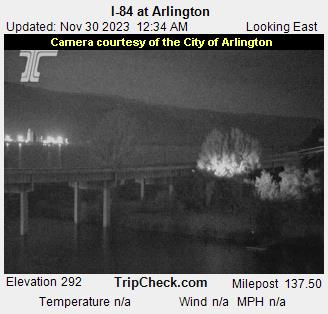 I-84 at Arlington
Updated: Nov 30 2023 12:34 AM Looking East
Camera courtesy of the City of Arlington
Elevation 292 TripCheck.com Milepost 137.50
Temperature n/a Wind n/a MPH n/a